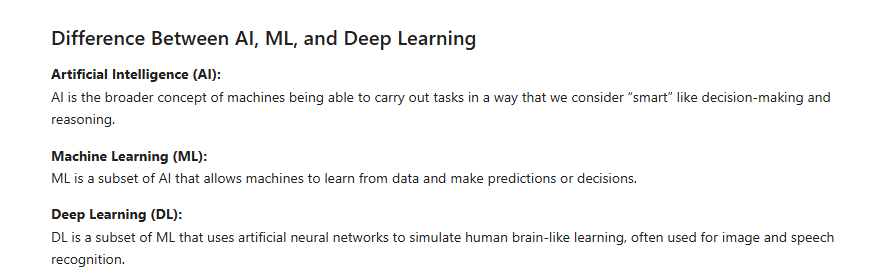 Difference Between AI, ML, and Deep Learning
Artificial Intelligence (AI):
AI is the broader concept of machines being able to carry out tasks in a way that we consider “smart” like decision-making and
reasoning.
Machine Learning (ML):
ML is a subset of AI that allows machines to learn from data and make predictions or decisions.
Deep Learning (DL):
DL is a subset of ML that uses artificial neural networks to simulate human brain-like learning, often used for image and speech
recognition.